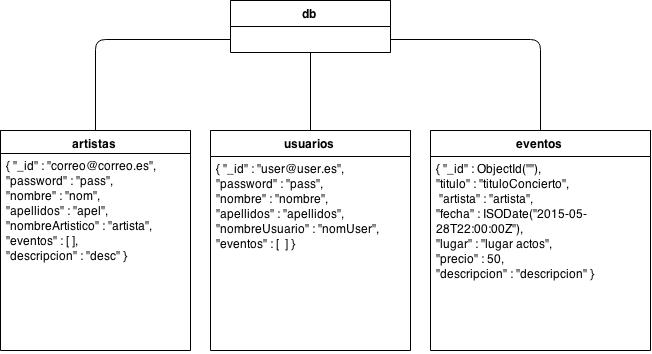 db
artistas
{ "_id" : "correo@correo.es",
"password" : "pass",
"nombre" : "nom",
"apellidos" : "apel",
"nombreArtistico" : "artista",
"eventos" : [ ],
"descripcion" : "desc" }
usuarios
{ "_id" : "user@user.es",
"password" : "pass",
"nombre" : "nombre",
"apellidos" : "apellidos",
"nombreUsuario" : "nomUser",
"eventos" : [  ] }
eventos
{ "_id" : ObjectId(""),
"titulo" : "tituloConcierto",
"artista" : "artista",
"fecha" : ISODate("2015-05-
28T22:00:00Z"),
"lugar" : "lugar actos",
"precio" : 50,
"descripcion" : "descripcion" }